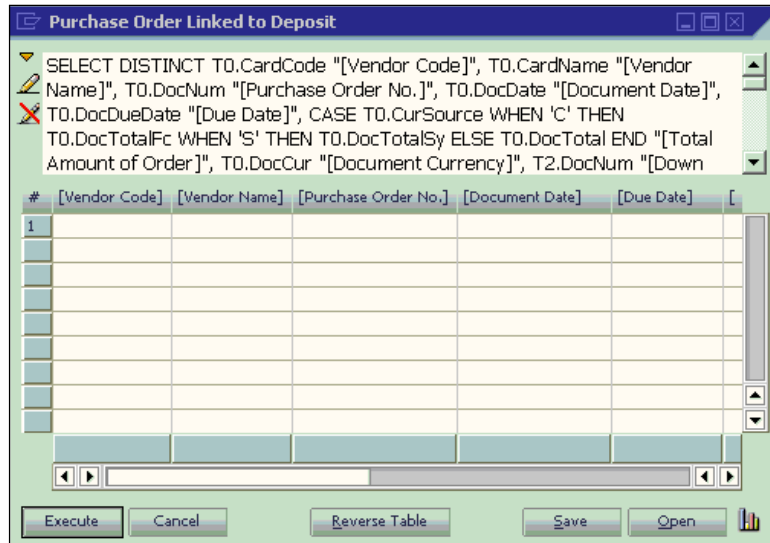 Purchase Order Linked to Deposit
SELECT DISTINCT T0.CardCode "[Vendor Code]", T0.CardName "[Vendor
Name]", T0.DocNum "[Purchase Order No.]", T0.DocDate "[Document Date]",
T0.DocDueDate "[Due Date]", CASE T0.CurSource WHEN 'C' THEN
T0.DocTotalFc WHEN 'S' THEN T0.DocTotalSy ELSE T0.DocTotal END "[Total
Amount of Order]", T0.DocCur "[Document Currency]", T2.DocNum "[Down
# [Vendor Code] [Vendor Name] [Purchase Order No.] [Document Date] [Due Date] [
1
Execute Cancel Reverse Table Save Open